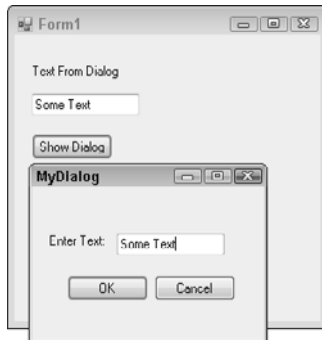 Form1
Text From Dialog
Some Text
Show Dialog
MyDialog
Enter Text: Some Text
OK Cancel